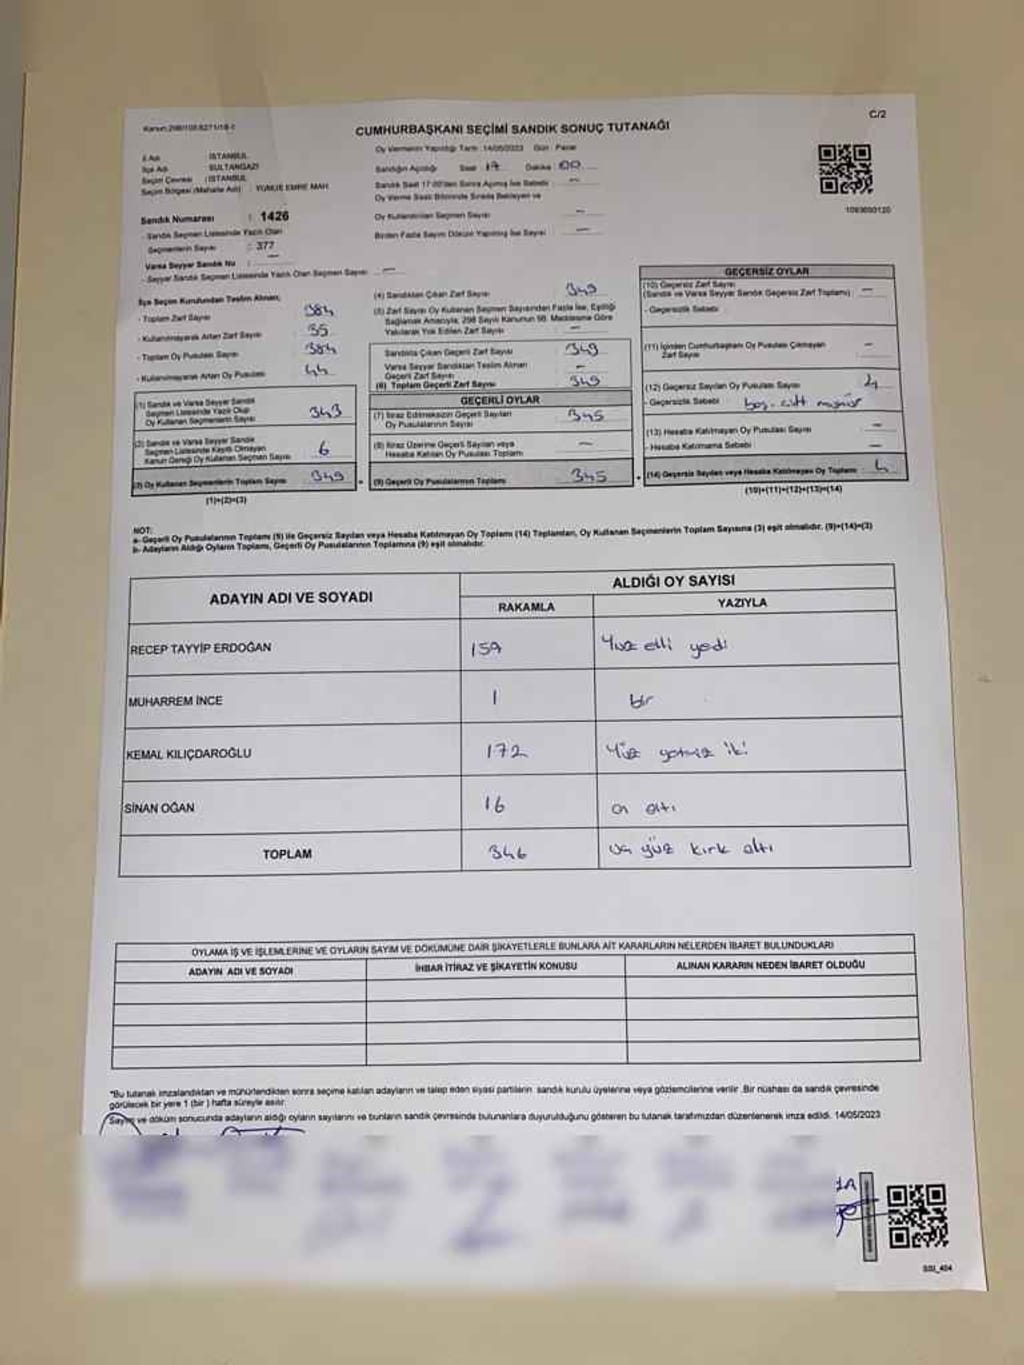 C/2
CUMHURBAŞKANI SEÇİMİ SANDIK SONUÇ TUTANAĞI
Oy Vermenin Yapıldığı Tarih :14/05/2023 Gün : Pazar
İl Adı : İSTANBUL
İlçe Adı : SULTANGAZİ
Seçim Çevresi : İSTANBUL
Seçim Bölgesi (Mahalle Adı) YUNUS EMRE MAH.
Sandığın Açıldığı Saat : 17 Dakika : 00
Sandık Saat 17:00'den Sonra Açılmış İse Sebebi : —
Oy Verme Saati Bitiminde Sırada Bekleyen ve
Oy Kullandırılan Seçmen Sayısı : —
Birden Fazla Sayım Döküm Yapılmış İse Sayısı : —
1093600120
Sandık Numarası : 1426
- Sandık Seçmen Listesinde Yazılı Olan
Seçmenlerin Sayısı : 377
Varsa Seyyar Sandık No : —
- Seyyar Sandık Seçmen Listesinde Yazılı Olan Seçmen Sayısı : —
İlçe Seçim Kurulundan Teslim Alınan;
- Toplam Zarf Sayısı : 384
- Kullanılmayarak Artan Zarf Sayısı : 35
- Toplam Oy Pusulası Sayısı : 384
- Kullanılmayarak Artan Oy Pusulası : 44
(1) Sandık ve Varsa Seyyar Sandık
Seçmen Listesinde Yazılı Olup
Oy Kullanan Seçmenlerin Sayısı 343
(2) Sandık ve Varsa Seyyar Sandık
Seçmen Listesinde Kayıtlı Olmayan
Kanun Gereği Oy Kullanan Seçmen Sayısı 6
(3) Oy Kullanan Seçmenlerin Toplam Sayısı 349
(1)+(2)=(3)
(4) Sandıktan Çıkan Zarf Sayısı : 349
(5) Zarf Sayısı Oy Kullanan Seçmen Sayısından Fazla İse, Eşitliği
Sağlamak Amacıyla, 298 Sayılı Kanunun 98. Maddesine Göre
Yakılarak Yok Edilen Zarf Sayısı : —
Sandıkta Çıkan Geçerli Zarf Sayısı : 349
Varsa Seyyar Sandıktan Teslim Alınan
Geçerli Zarf Sayısı : —
(6) Toplam Geçerli Zarf Sayısı : 349
GEÇERLİ OYLAR
(7) İtiraz Edilmeksizin Geçerli Sayılan
Oy Pusulalarının Sayısı : 345
(8) İtiraz Üzerine Geçerli Sayılan veya
Hesaba Katılan Oy Pusulası Toplamı : —
(9) Geçerli Oy Pusulalarının Toplamı : 345
GEÇERSİZ OYLAR
(10) Geçersiz Zarf Sayısı
(Sandık ve Varsa Seyyar Sandık Geçersiz Zarf Toplamı) : —
- Geçersizlik Sebebi :
(11) İçinden Cumhurbaşkanı Oy Pusulası Çıkmayan
Zarf Sayısı : —
(12) Geçersiz Sayılan Oy Pusulası Sayısı : 4
- Geçersizlik Sebebi : boş - çift mühür
(13) Hesaba Katılmayan Oy Pusulası Sayısı : —
- Hesaba Katılmama Sebebi : —
(14) Geçersiz Sayılan veya Hesaba Katılmayan Oy Toplamı : 4
(10)+(11)+(12)+(13)=(14)
NOT:
a- Geçerli Oy Pusulalarının Toplamı (9) ile Geçersiz Sayılan veya Hesaba Katılmayan Oy Toplamı (14) Toplamları, Oy Kullanan Seçmenlerin Toplam Sayısına (3) eşit olmalıdır. (9)+(14)=(3)
b- Adayların Aldığı Oyların Toplamı, Geçerli Oy Pusulalarının Toplamına (9) eşit olmalıdır.
ADAYIN ADI VE SOYADI
ALDIĞI OY SAYISI
RAKAMLA YAZIYLA
RECEP TAYYİP ERDOĞAN 157 Yüz elli yedi
MUHARREM İNCE 1 bir
KEMAL KILIÇDAROĞLU 172 Yüz yetmiş iki
SİNAN OĞAN 16 on altı
TOPLAM 346 üç yüz kırk altı
OYLAMA İŞ VE İŞLEMLERİNE VE OYLARIN SAYIM VE DÖKÜMÜNE DAİR ŞİKAYETLERLE BUNLARA AİT KARARLARIN NELERDEN İBARET BULUNDUKLARI
ADAYIN ADI VE SOYADI İHBAR İTİRAZ VE ŞİKAYETİN KONUSU ALINAN KARARIN NEDEN İBARET OLDUĞU
*Bu tutanak imzalandıktan ve mühürlendikten sonra seçime katılan adayların ve talep eden siyasi partilerin sandık kurulu üyelerine veya gözlemcilerine verilir .Bir nüshası da sandık çevresinde
görülecek bir yere 1 (bir ) hafta süreyle asılır.
Sayım ve döküm sonucunda adayların aldığı oyların sayılarını ve bunların sandık çevresinde bulunanlara duyurulduğunu gösteren bu tutanak tarafımızdan düzenlenerek imza edildi. 14/05/2023
SSI_404